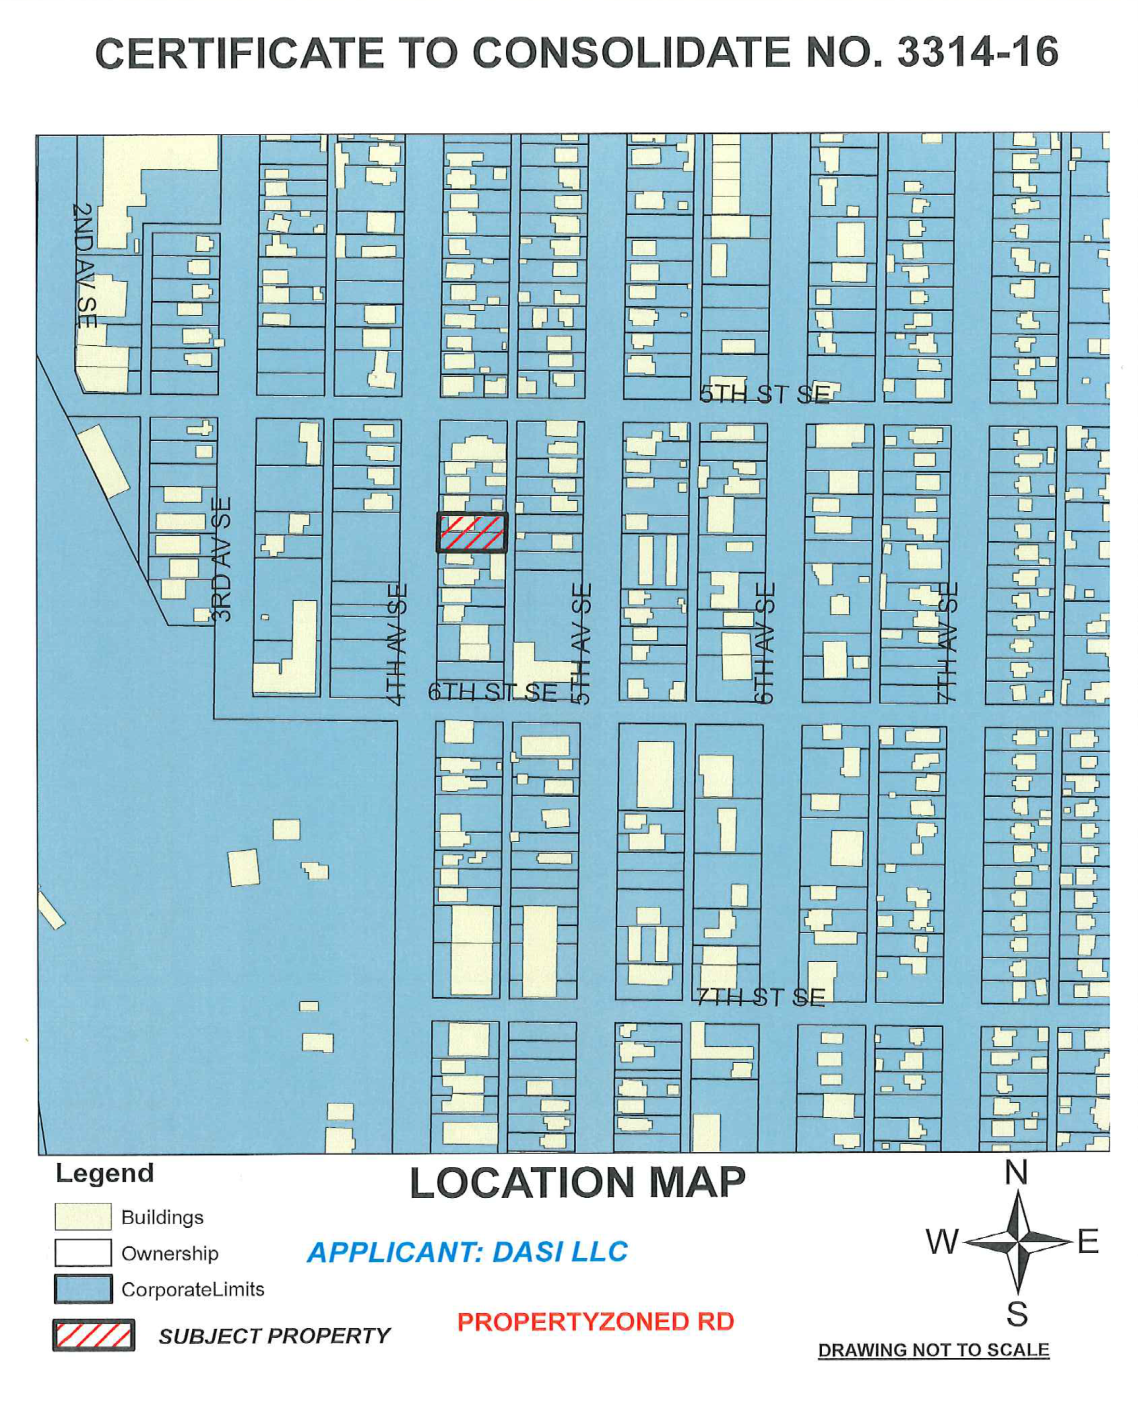 CERTIFICATE TO CONSOLIDATE NO. 3314-16
2ND AV SE
5TH ST SE
3RD AV SE
4TH AV SE
5TH AV SE
6TH AV SE
7TH AV SE
6TH ST SE
7TH ST SE
Legend
Buildings
Ownership
CorporateLimits
SUBJECT PROPERTY
LOCATION MAP
APPLICANT: DASI LLC
PROPERTYZONED RD
N
W
E
S
DRAWING NOT TO SCALE